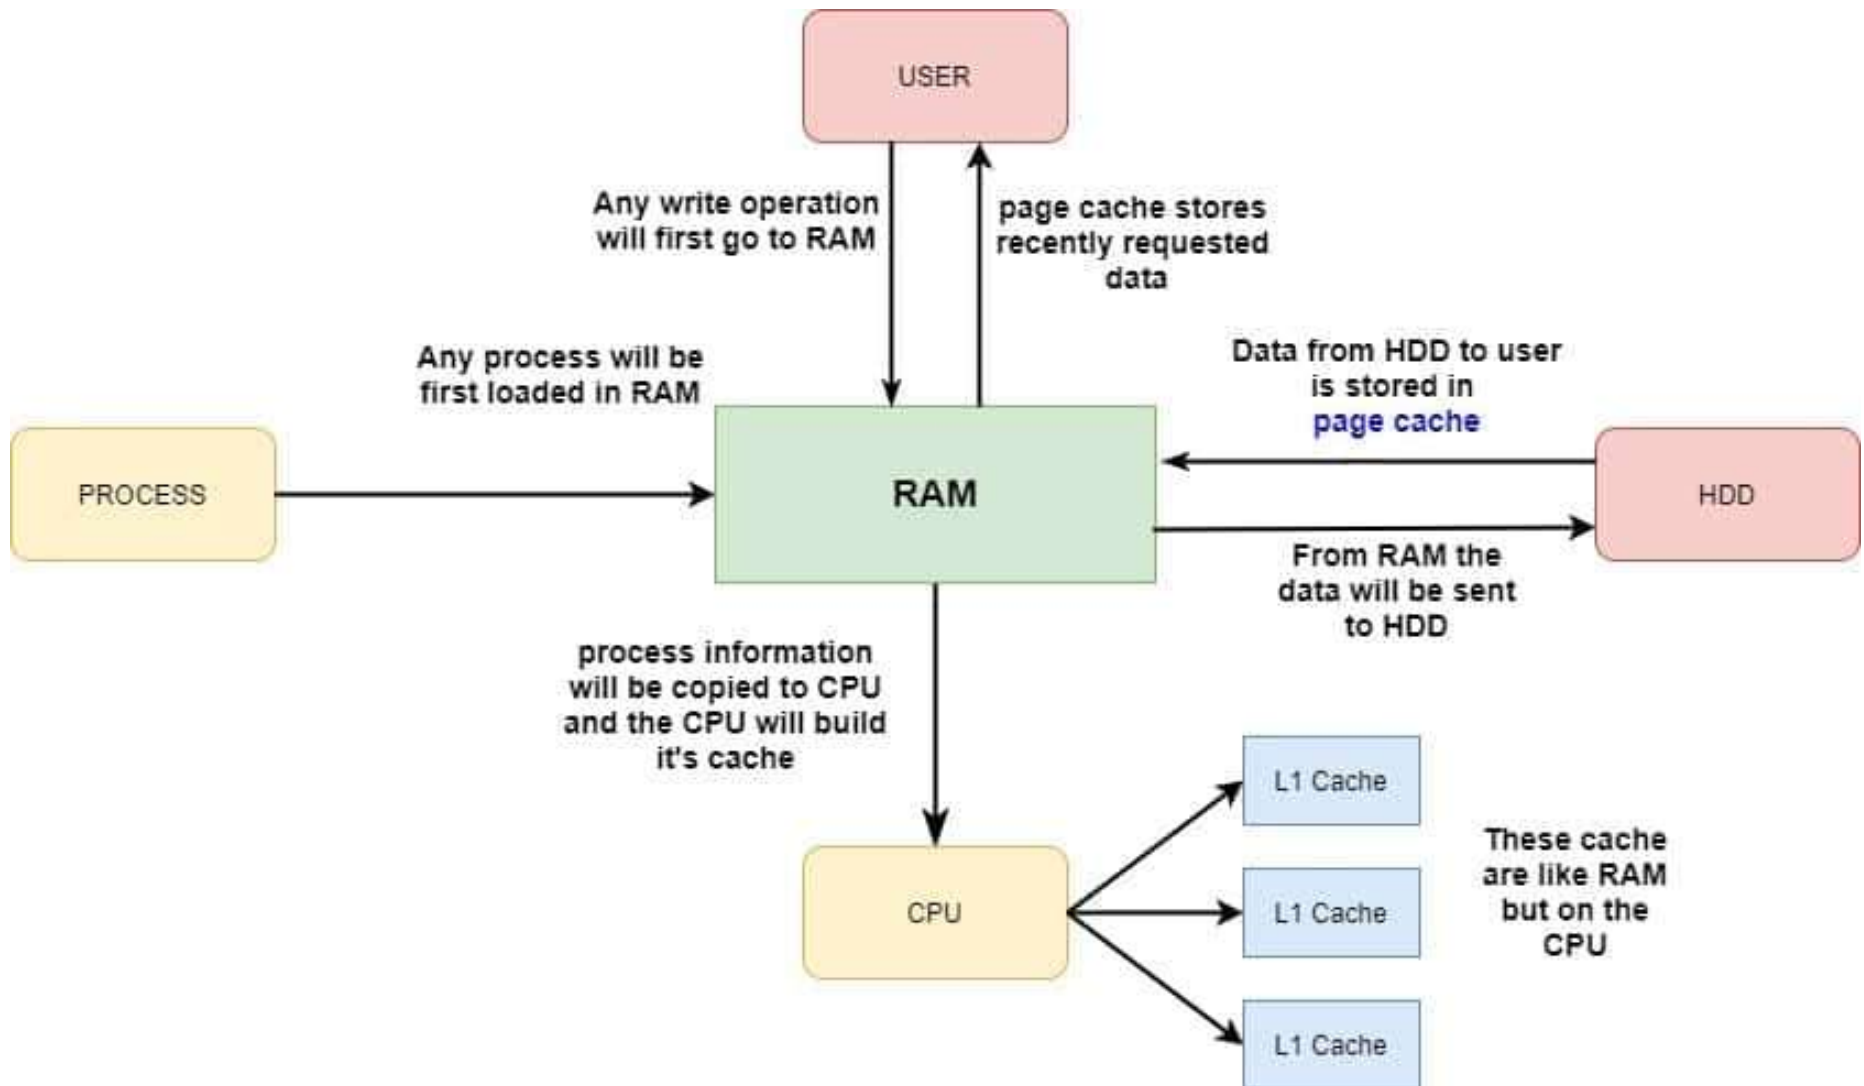 USER
Any write operation
will first go to RAM
page cache stores
recently requested
data
Any process will be
first loaded in RAM
Data from HDD to user
is stored in
page cache
PROCESS
RAM
HDD
From RAM the
data will be sent
to HDD
process information
will be copied to CPU
and the CPU will build
it's cache
CPU
L1 Cache
L1 Cache
L1 Cache
These cache
are like RAM
but on the
CPU